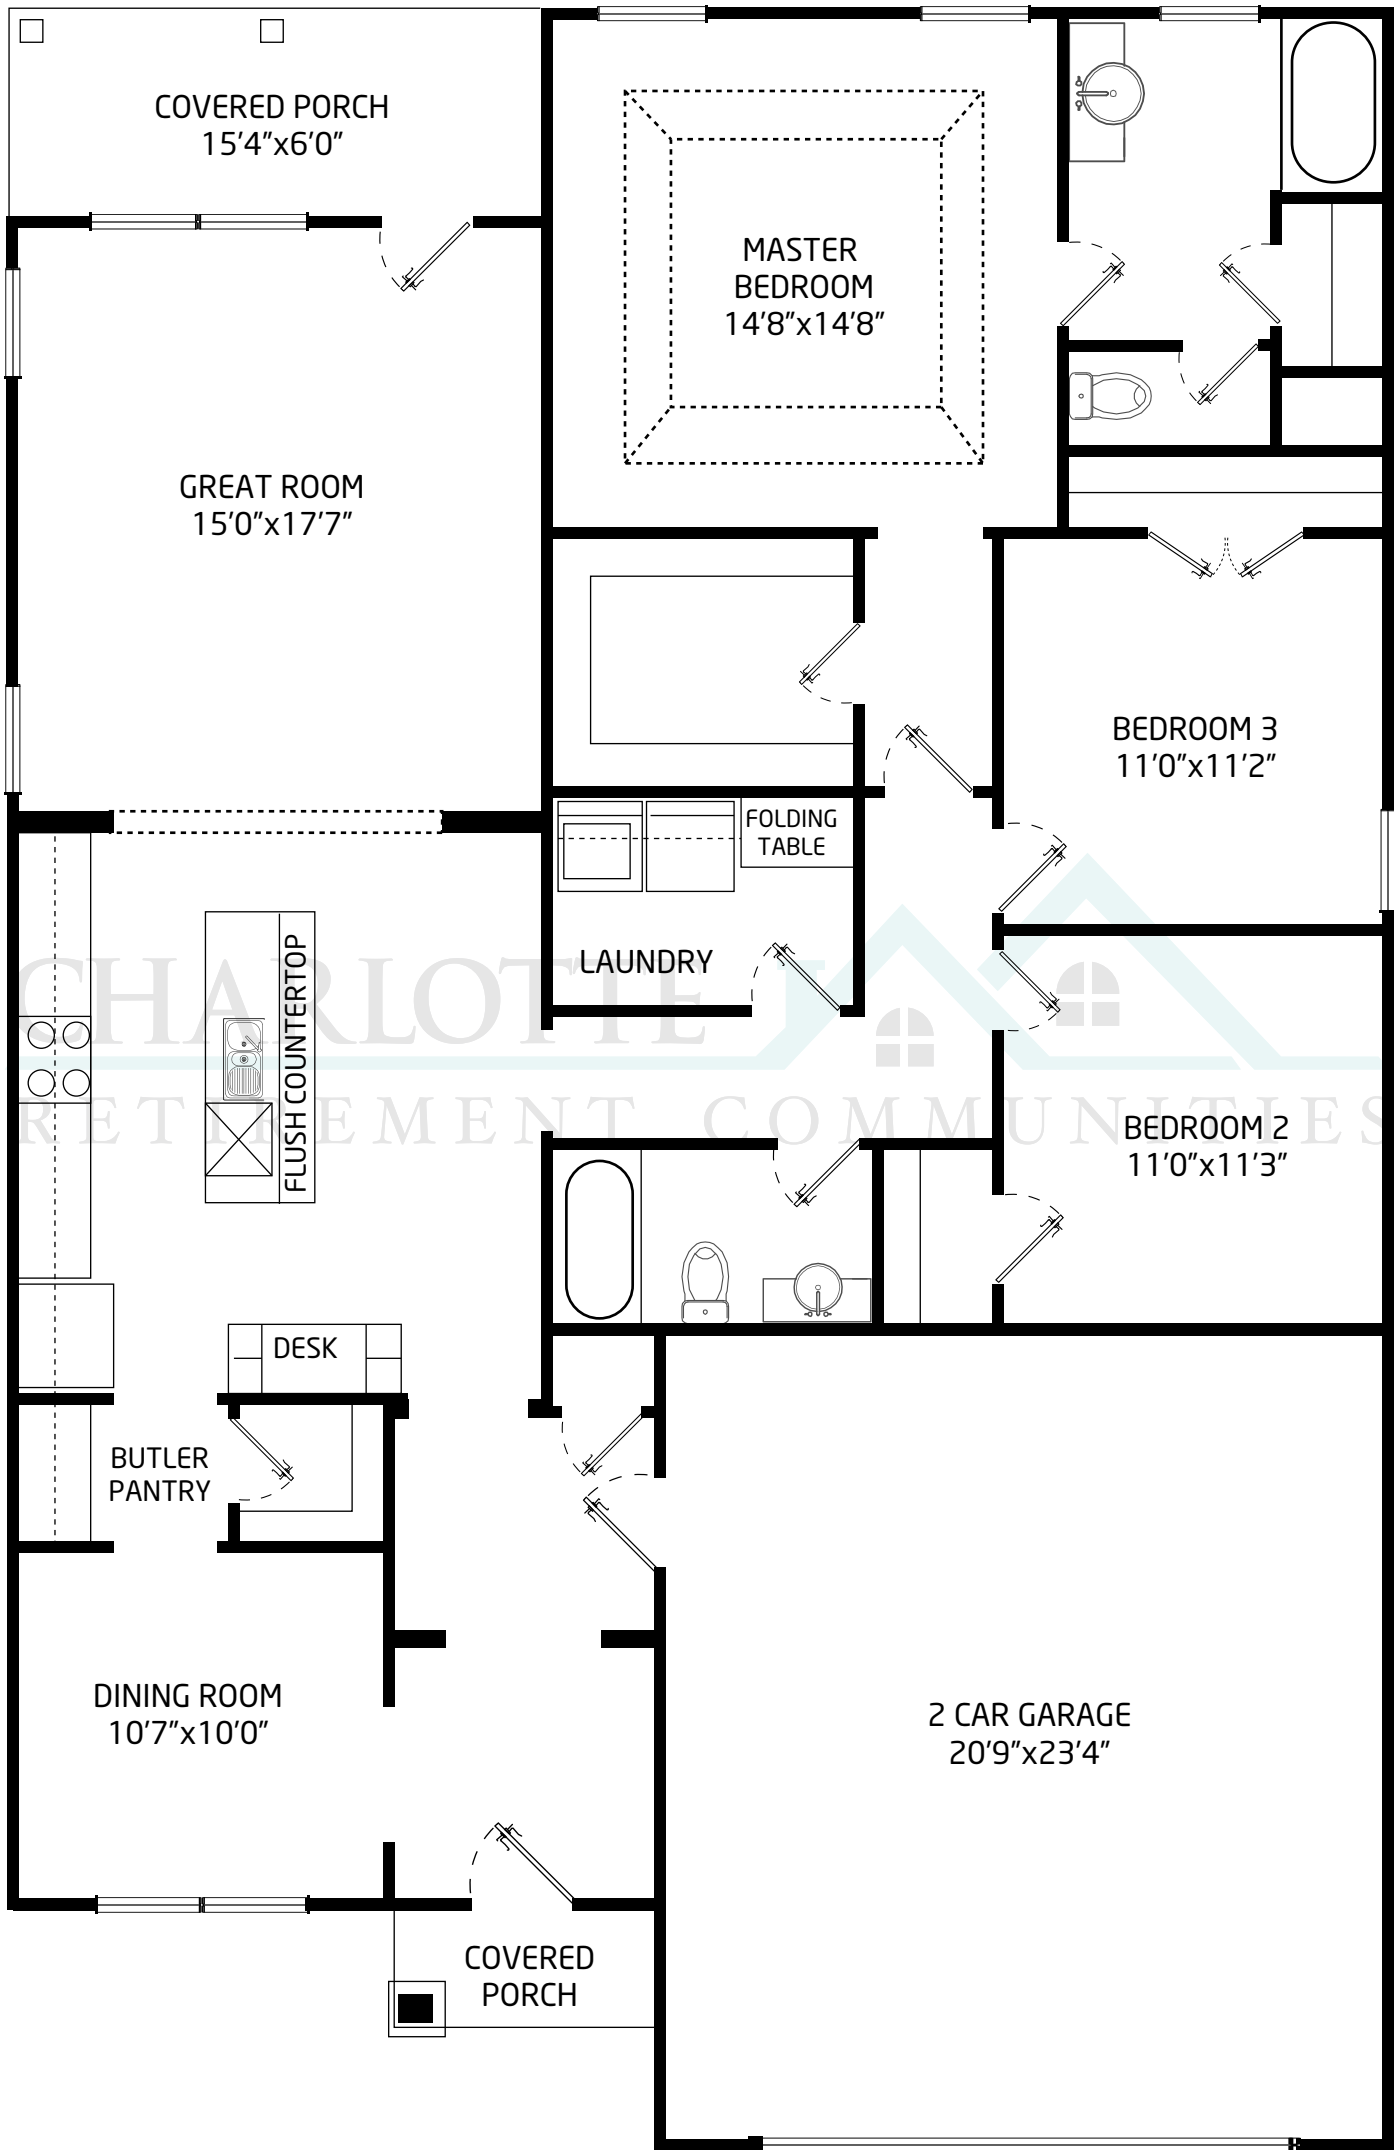 COVERED PORCH
15'4"x6'0"
MASTER
BEDROOM
14'8"x14'8"
GREAT ROOM
15'0"x17'7"
BEDROOM 3
11'0"x11'2"
FOLDING
TABLE
LAUNDRY
FLUSH COUNTERTOP
CHARLOTTE
RETIREMENT COMMUNITIES
BEDROOM 2
11'0"x11'3"
DESK
BUTLER
PANTRY
DINING ROOM
10'7"x10'0"
2 CAR GARAGE
20'9"x23'4"
COVERED
PORCH